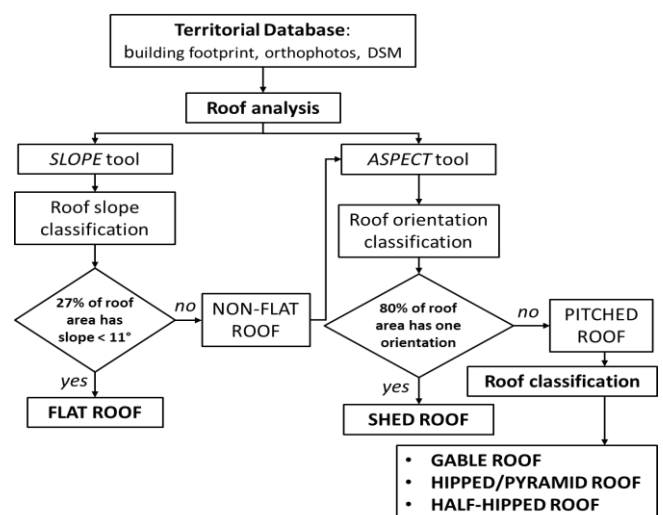 Territorial Database:
building footprint, orthophotos, DSM
Roof analysis
SLOPE tool
ASPECT tool
Roof slope
classification
Roof orientation
classification
27% of roof
area has
slope < 11°
no
NON-FLAT
ROOF
80% of roof
area has one
orientation
no
PITCHED
ROOF
yes
FLAT ROOF
yes
SHED ROOF
Roof classification
• GABLE ROOF
• HIPPED/PYRAMID ROOF
• HALF-HIPPED ROOF